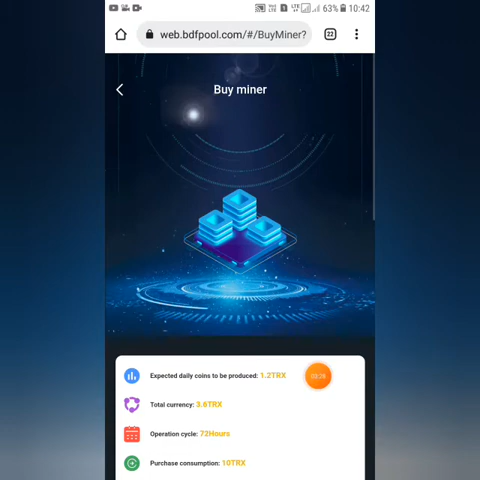 63% 10:42
web.bdfpool.com/#/BuyMiner?
22
Buy miner
Expected daily coins to be produced: 1.2TRX
Total currency: 3.6TRX
Operation cycle: 72Hours
Purchase consumption: 10TRX